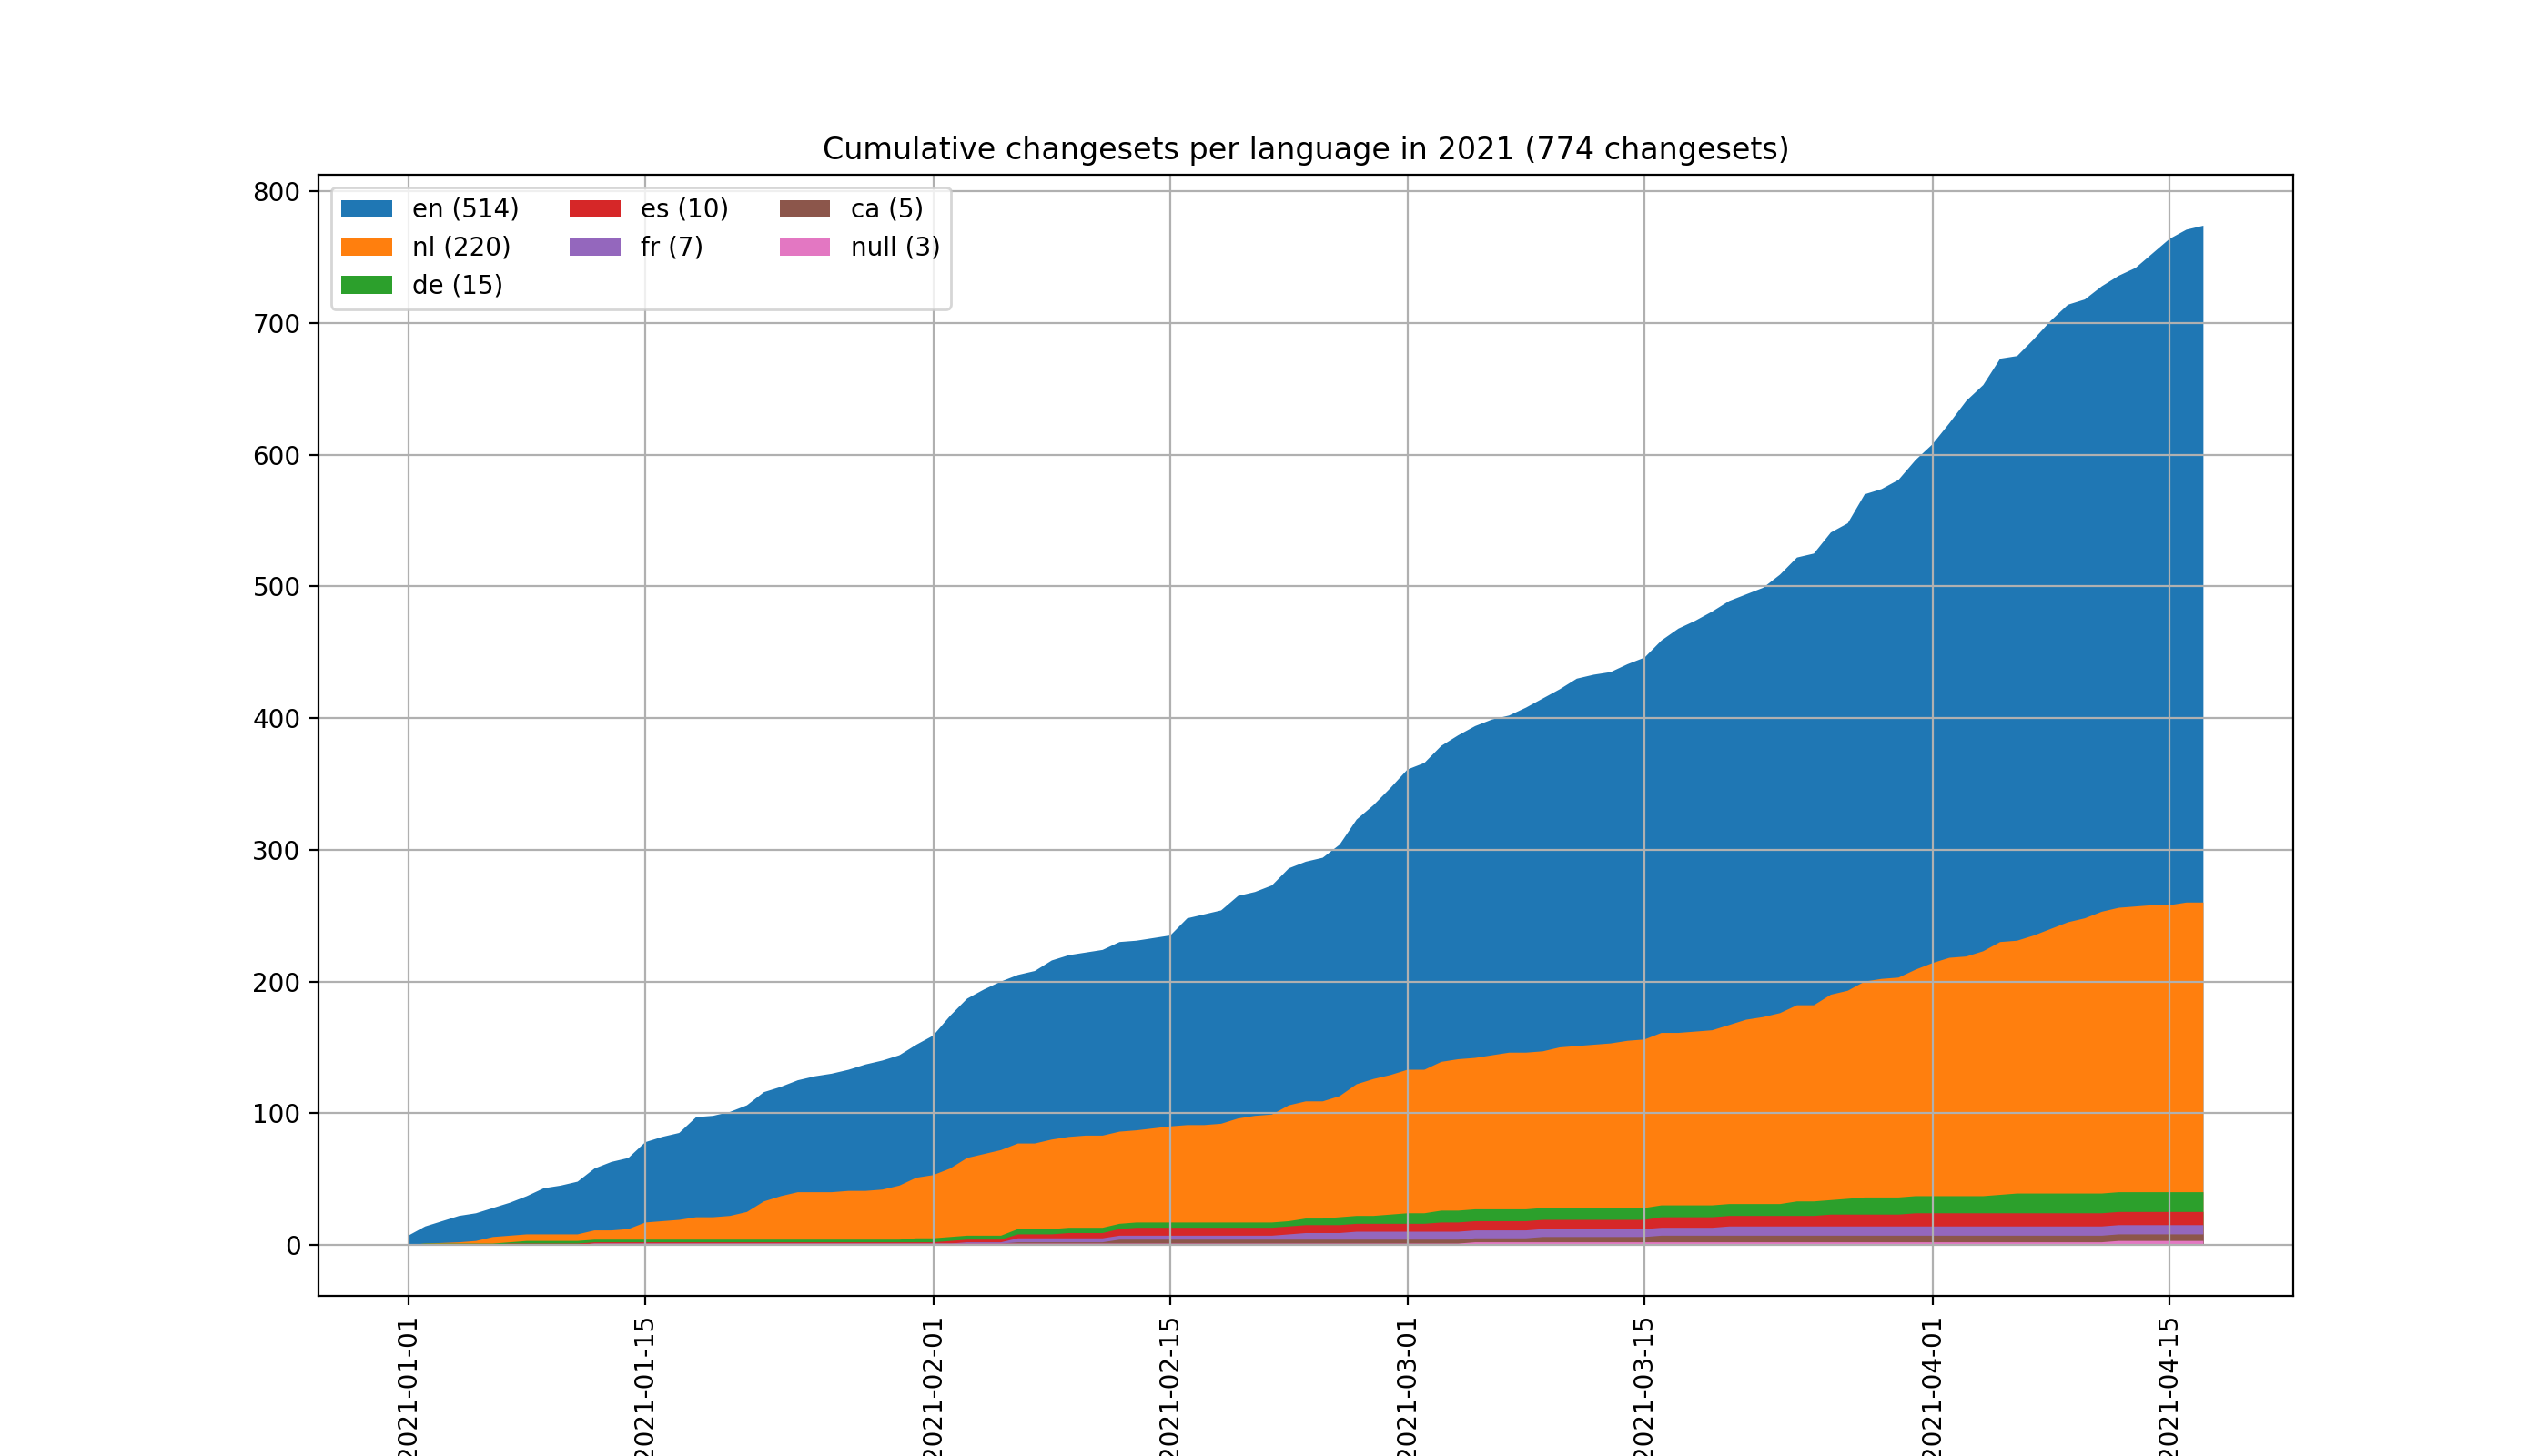 Cumulative changesets per language in 2021 (774 changesets)
en (514)
nl (220)
de (15)
es (10)
fr (7)
ca (5)
null (3)
800
700
600
500
400
300
200
100
0
2021-01-01
2021-01-15
2021-02-01
2021-02-15
2021-03-01
2021-03-15
2021-04-01
2021-04-15